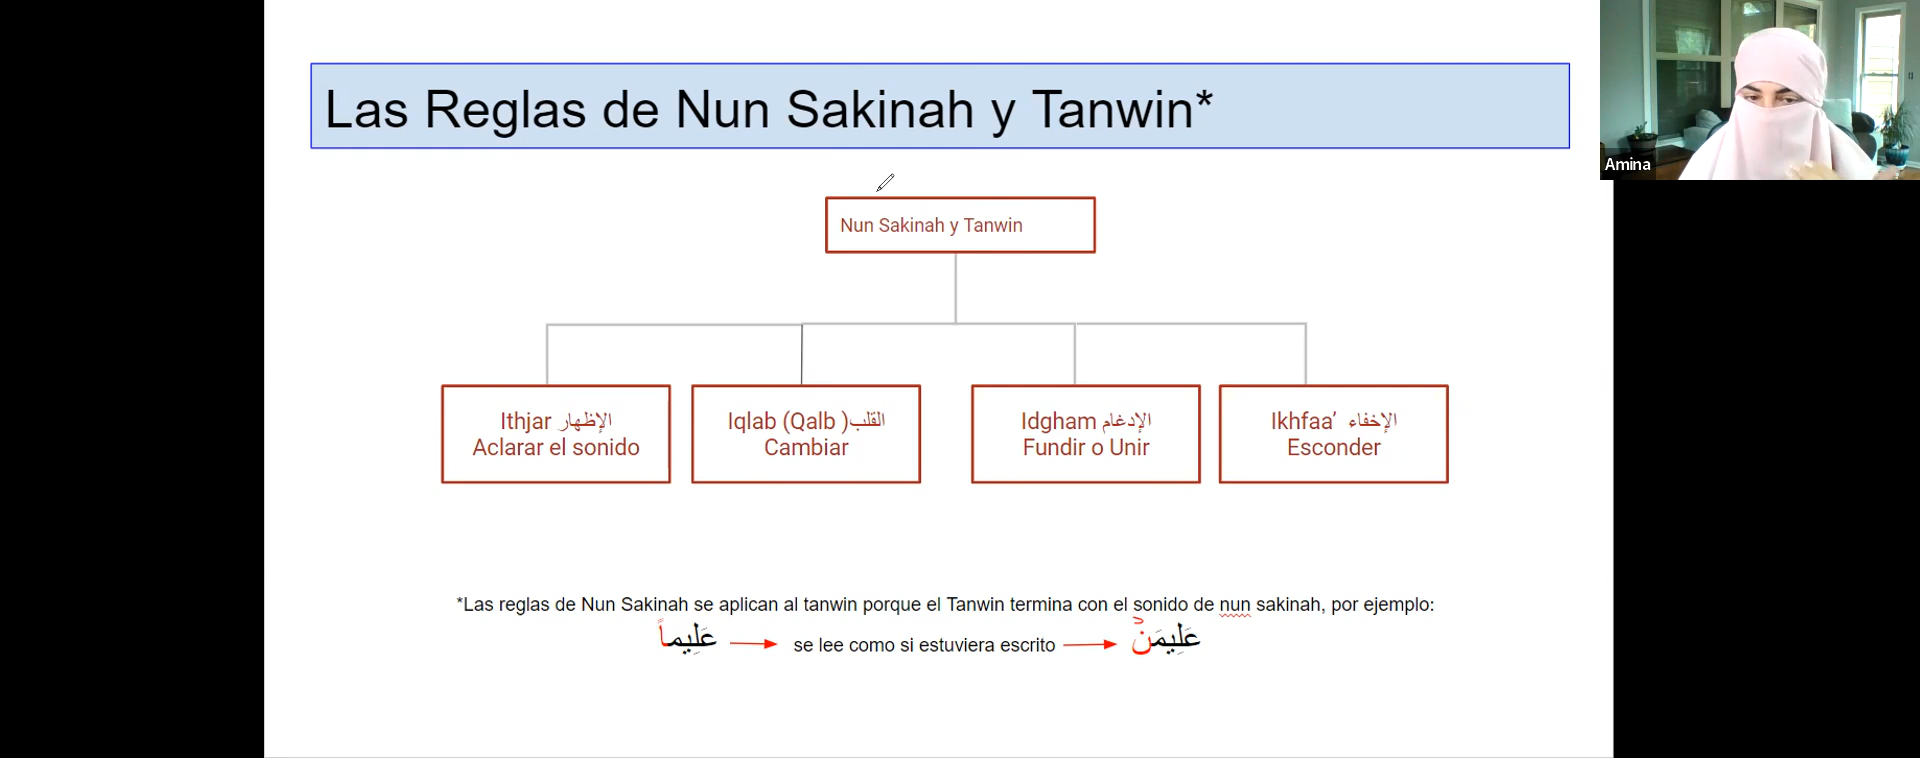 Las Reglas de Nun Sakinah y Tanwin*
Amina
Nun Sakinah y Tanwin
Ithjar الإظهار
Aclarar el sonido
Iqlab (Qalb )القلب
Cambiar
Idgham الإدغام
Fundir o Unir
Ikhfaa’ الإخفاء
Esconder
*Las reglas de Nun Sakinah se aplican al tanwin porque el Tanwin termina con el sonido de nun sakinah, por ejemplo:
عَلِيماً se lee como si estuviera escrito عَلِيمَنۡ